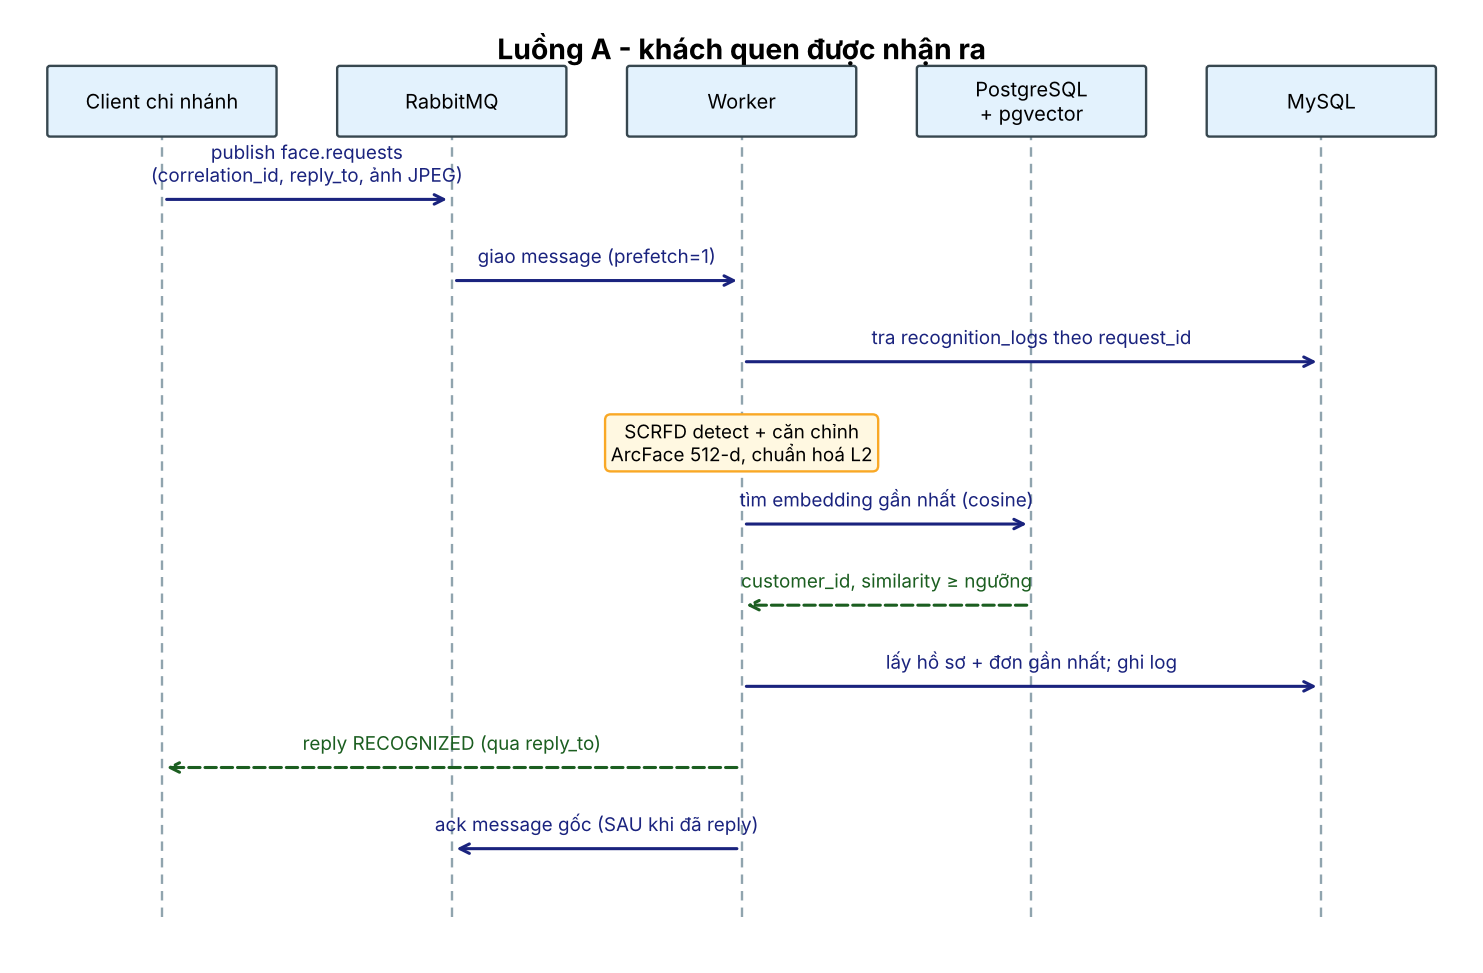 Luồng A - khách quen được nhận ra
Client chi nhánh
RabbitMQ
Worker
PostgreSQL
+ pgvector
MySQL
publish face.requests
(correlation_id, reply_to, ảnh JPEG)
giao message (prefetch=1)
tra recognition_logs theo request_id
SCRFD detect + căn chỉnh
ArcFace 512-d, chuẩn hoá L2
tìm embedding gần nhất (cosine)
customer_id, similarity ≥ ngưỡng
lấy hồ sơ + đơn gần nhất; ghi log
reply RECOGNIZED (qua reply_to)
ack message gốc (SAU khi đã reply)